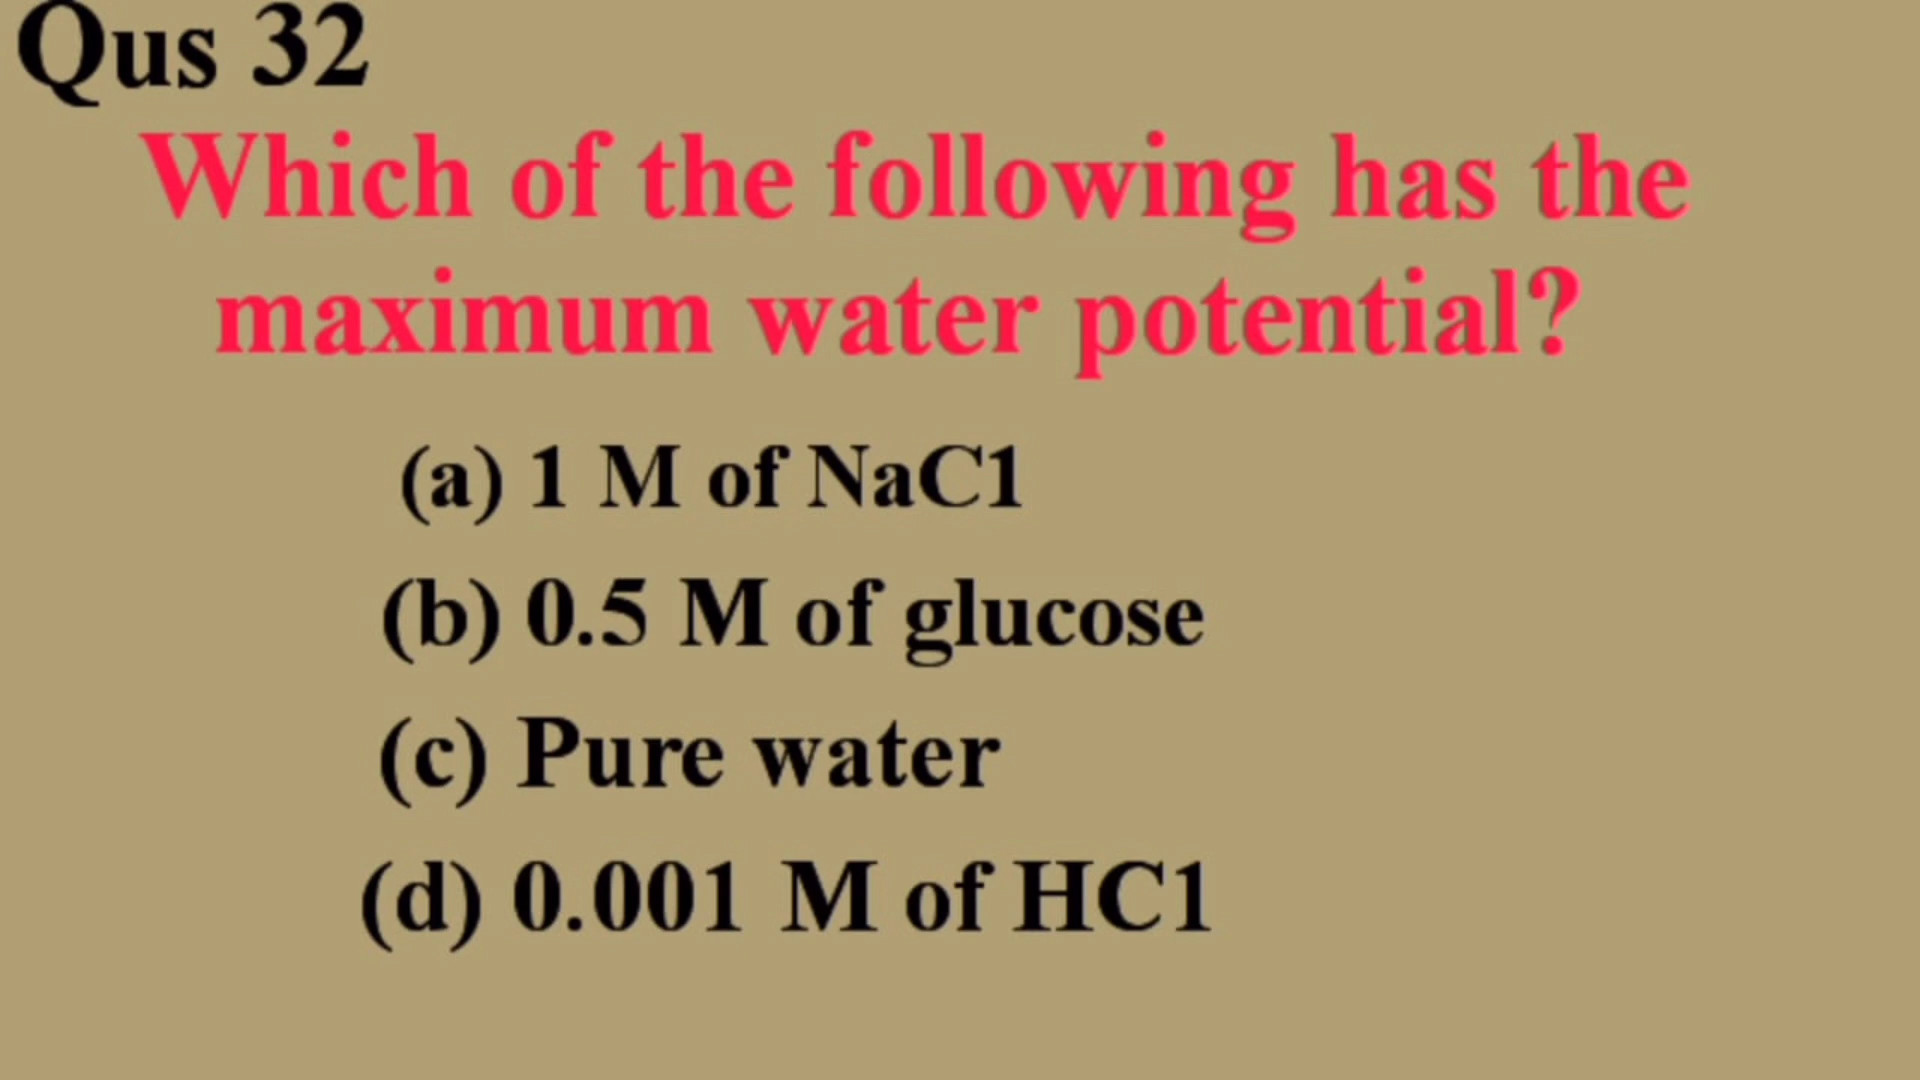 Qus 32
Which of the following has the
maximum water potential?
(a) 1 M of NaC1
(b) 0.5 M of glucose
(c) Pure water
(d) 0.001 M of HC1